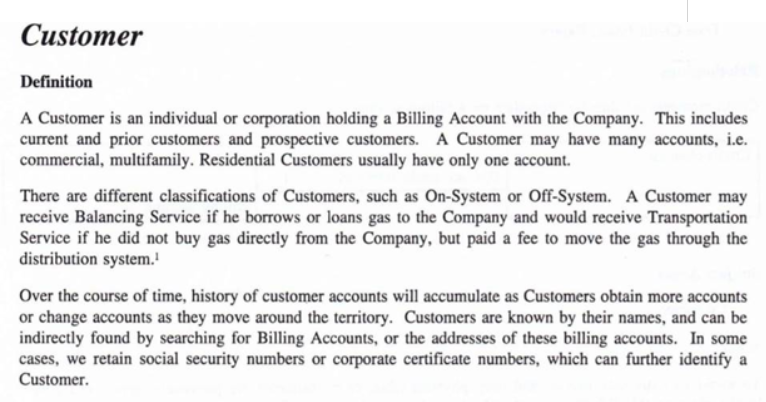 Customer
Definition
A Customer is an individual or corporation holding a Billing Account with the Company. This includes
current and prior customers and prospective customers. A Customer may have many accounts, i.e.
commercial, multifamily. Residential Customers usually have only one account.
There are different classifications of Customers, such as On-System or Off-System. A Customer may
receive Balancing Service if he borrows or loans gas to the Company and would receive Transportation
Service if he did not buy gas directly from the Company, but paid a fee to move the gas through the
distribution system.¹
Over the course of time, history of customer accounts will accumulate as Customers obtain more accounts
or change accounts as they move around the territory. Customers are known by their names, and can be
indirectly found by searching for Billing Accounts, or the addresses of these billing accounts. In some
cases, we retain social security numbers or corporate certificate numbers, which can further identify a
Customer.